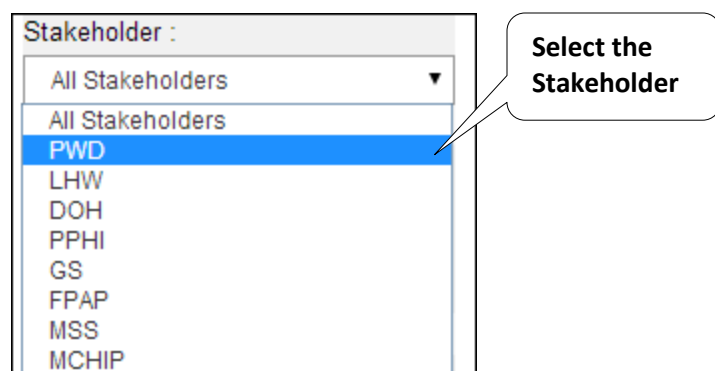 Stakeholder :
All Stakeholders
All Stakeholders
PWD
LHW
DOH
PPHI
GS
FPAP
MSS
MCHIP
Select the
Stakeholder